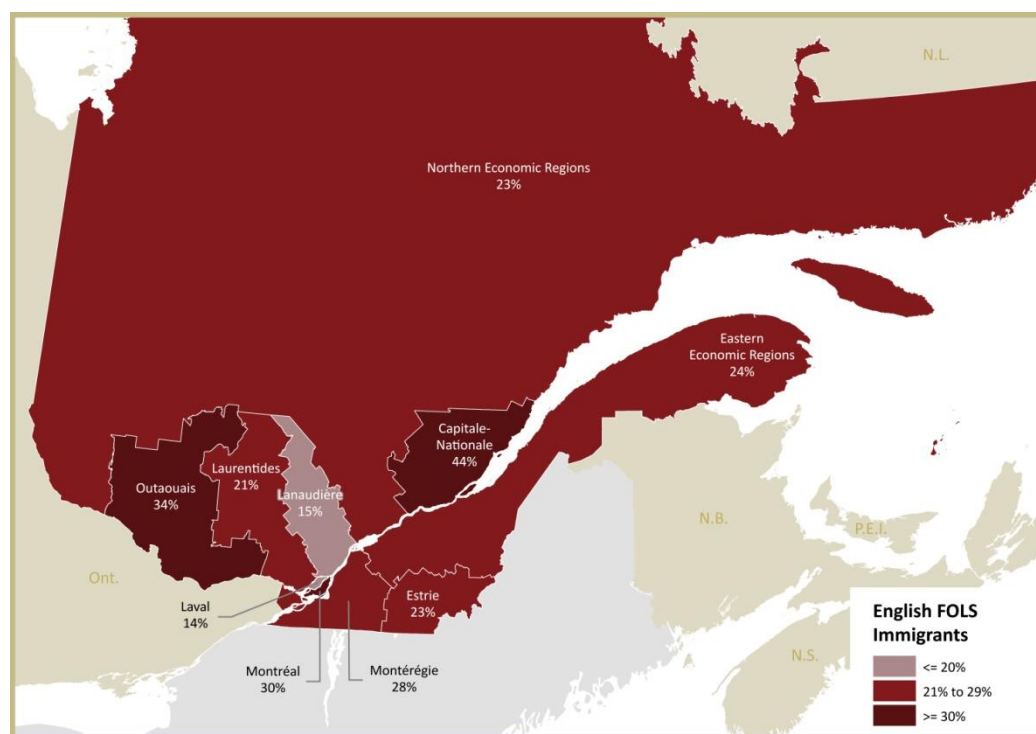 N.L.
Northern Economic Regions
23%
Eastern
Economic Regions
24%
Capitale-
Nationale
44%
Laurentides
21%
Outaouais
34%
Lanaudière
15%
N.B.
P.E.I.
Ont.
Estrie
23%
Laval
14%
Montréal
30%
Montérégie
28%
N.S.
English FOLS
Immigrants
<= 20%
21% to 29%
>= 30%